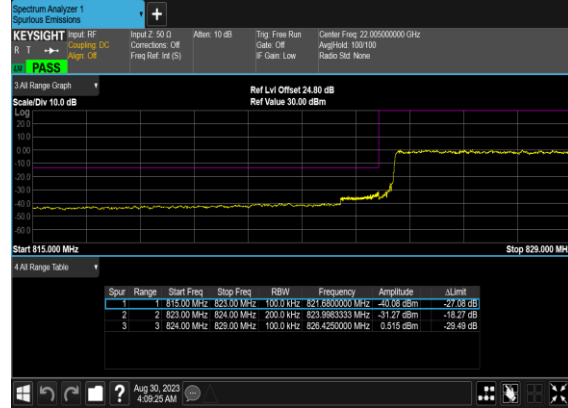 Spectrum Analyzer 1
Spurious Emissions
KEYSIGHT Input: RF Input Z: 50 Ω Atten: 10 dB Trig: Free Run Center Freq: 22.005000000 GHz
R T Coupling: DC Corrections: Off Gate: Off Avg|Hold: 100/100
Align: Off Freq Ref: Int (S) IF Gain: Low Radio Std: None
PASS
3 All Range Graph Ref Lvl Offset 24.80 dB
Scale/Div 10.0 dB Ref Value 30.00 dBm
Log
20.0
10.0
0.00
-10.0
-20.0
-30.0
-40.0
-50.0
-60.0
Start 815.000 MHz Stop 829.000 MH
4 All Range Table
Spur Range Start Freq Stop Freq RBW Frequency Amplitude ΔLimit
1 1 815.00 MHz 823.00 MHz 100.0 kHz 821.6800000 MHz -40.08 dBm -27.08 dB
2 2 823.00 MHz 824.00 MHz 200.0 kHz 823.9983333 MHz -31.27 dBm -18.27 dB
3 3 824.00 MHz 829.00 MHz 100.0 kHz 826.4250000 MHz 0.515 dBm -29.49 dB
? Aug 30, 2023
4:09:25 AM